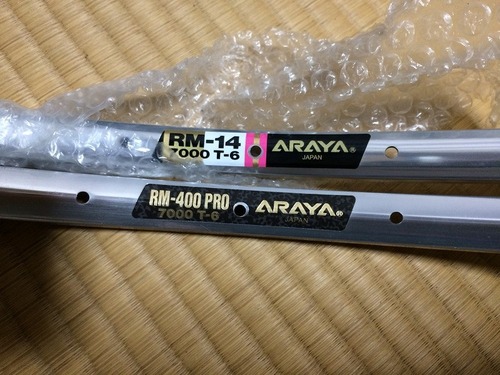 RM-14
7000 T-6
ARAYA®
JAPAN
RM-400 PRO
7000 T-6
ARAYA®
JAPAN